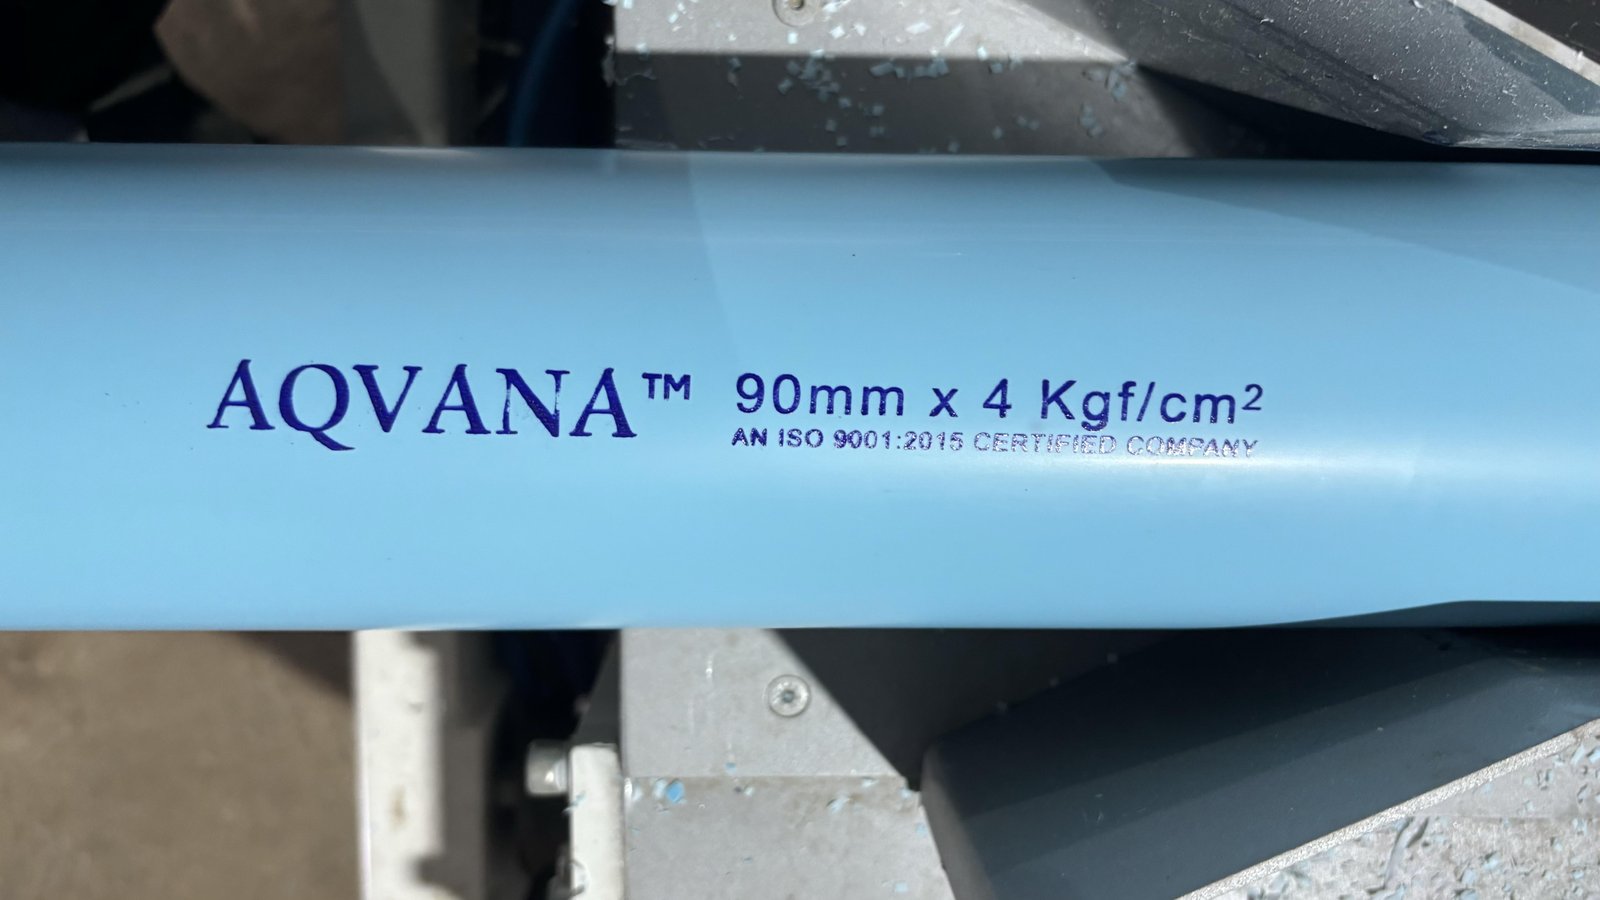 AQVANA™ 90mm x 4 Kgf/cm²
AN ISO 9001:2015 CERTIFIED COMPANY